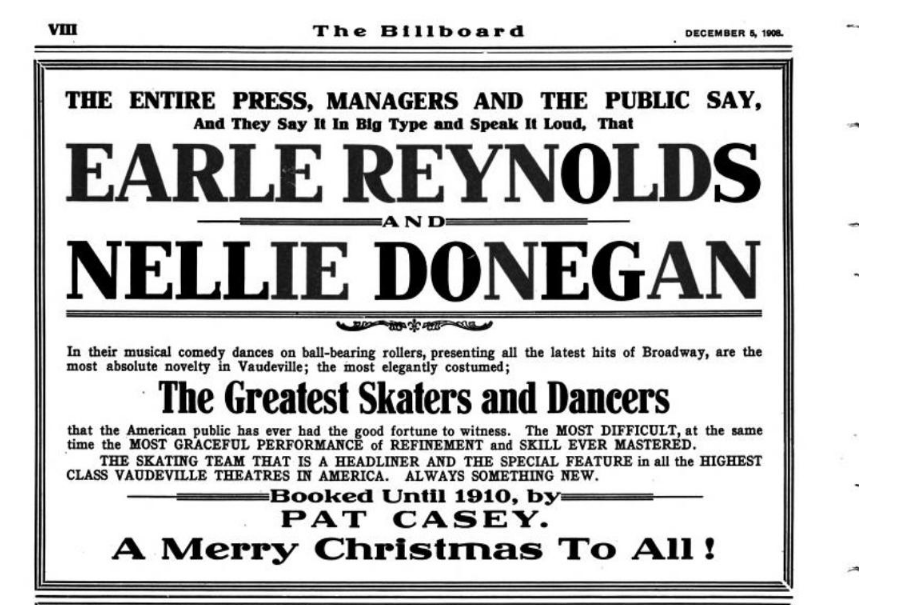 VIII The Billboard DECEMBER 5, 1908.
THE ENTIRE PRESS, MANAGERS AND THE PUBLIC SAY,
And They Say It In Big Type and Speak It Loud, That
EARLE REYNOLDS
AND
NELLIE DONEGAN
In their musical comedy dances on ball-bearing rollers, presenting all the latest hits of Broadway, are the
most absolute novelty in Vaudeville; the most elegantly costumed;
The Greatest Skaters and Dancers
that the American public has ever had the good fortune to witness. The MOST DIFFICULT, at the same
time the MOST GRACEFUL PERFORMANCE of REFINEMENT and SKILL EVER MASTERED.
THE SKATING TEAM THAT IS A HEADLINER AND THE SPECIAL FEATURE in all the HIGHEST
CLASS VAUDEVILLE THEATRES IN AMERICA. ALWAYS SOMETHING NEW.
Booked Until 1910, by
PAT CASEY.
A Merry Christmas To All!